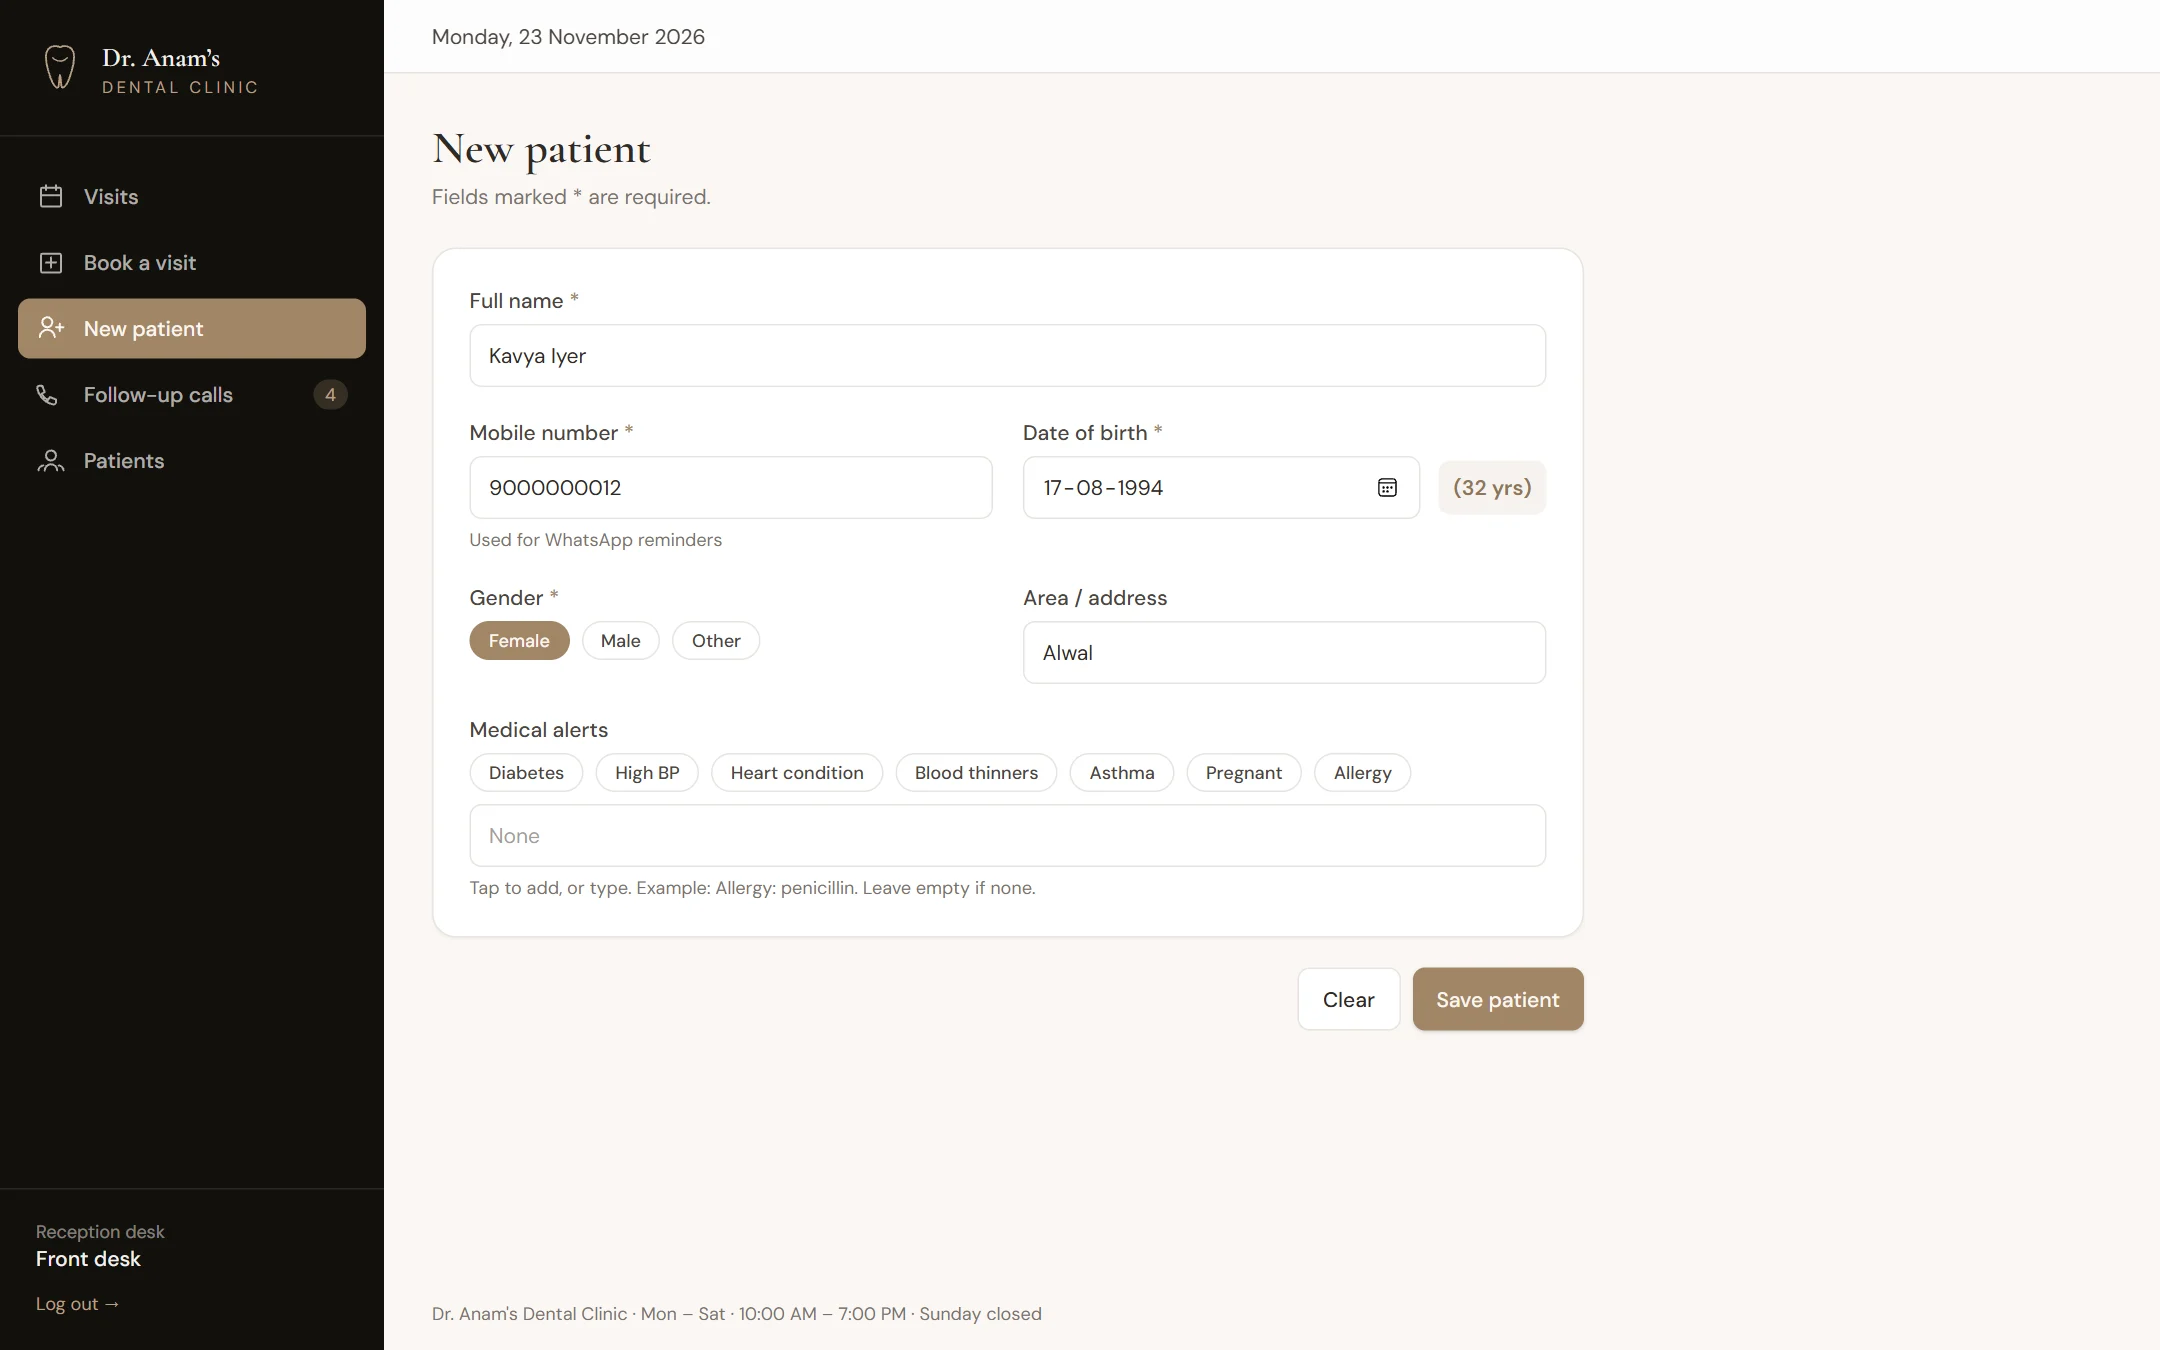 Dr. Anam's
DENTAL CLINIC
Visits
Book a visit
New patient
Follow-up calls 4
Patients
Reception desk
Front desk
Log out →
Monday, 23 November 2026
New patient
Fields marked * are required.
Full name *
Kavya Iyer
Mobile number * Date of birth *
9000000012 17-08-1994 (32 yrs)
Used for WhatsApp reminders
Gender * Area / address
Female Male Other
Alwal
Medical alerts
Diabetes High BP Heart condition Blood thinners Asthma Pregnant Allergy
None
Tap to add, or type. Example: Allergy: penicillin. Leave empty if none.
Clear Save patient
Dr. Anam's Dental Clinic · Mon – Sat · 10:00 AM – 7:00 PM · Sunday closed